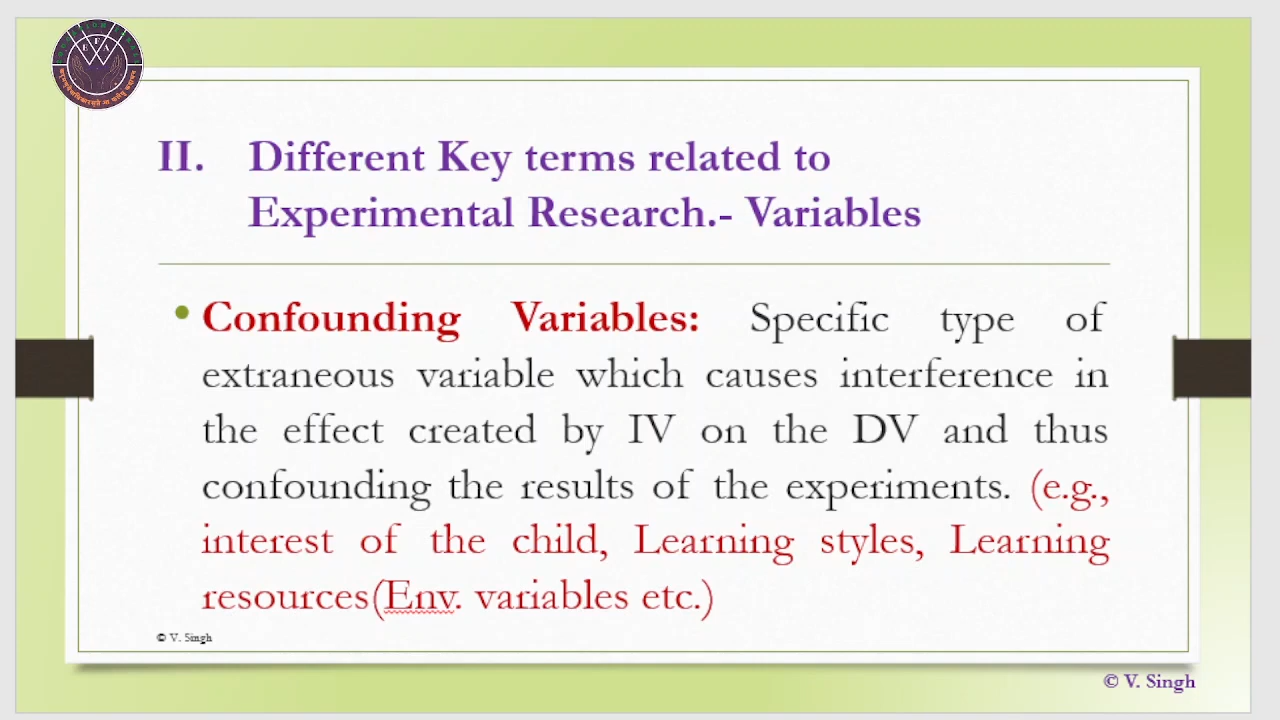 E F A
II. Different Key terms related to
Experimental Research.- Variables
• Confounding Variables: Specific type of
extraneous variable which causes interference in
the effect created by IV on the DV and thus
confounding the results of the experiments. (e.g.,
interest of the child, Learning styles, Learning
resources(Env. variables etc.)
© V. Singh
© V. Singh